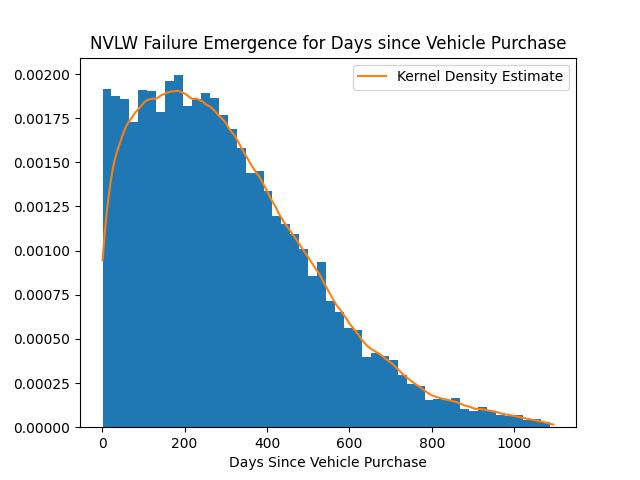 NVLW Failure Emergence for Days since Vehicle Purchase
Kernel Density Estimate
0.00200
0.00175
0.00150
0.00125
0.00100
0.00075
0.00050
0.00025
0.00000
0 200 400 600 800 1000
Days Since Vehicle Purchase